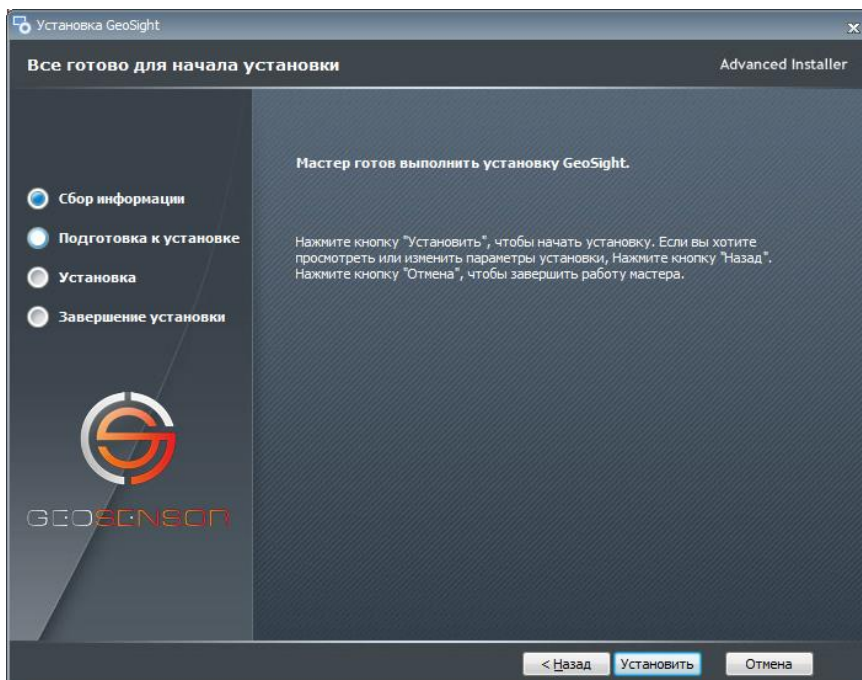 Установка GeoSight
x
Все готово для начала установки
Advanced Installer
Мастер готов выполнить установку GeoSight.
Сбор информации
Подготовка к установке
Установка
Завершение установки
Нажмите кнопку "Установить", чтобы начать установку. Если вы хотите
просмотреть или изменить параметры установки, Нажмите кнопку "Назад".
Нажмите кнопку "Отмена", чтобы завершить работу мастера.
GEOSENSOR
< Назад
Установить
Отмена